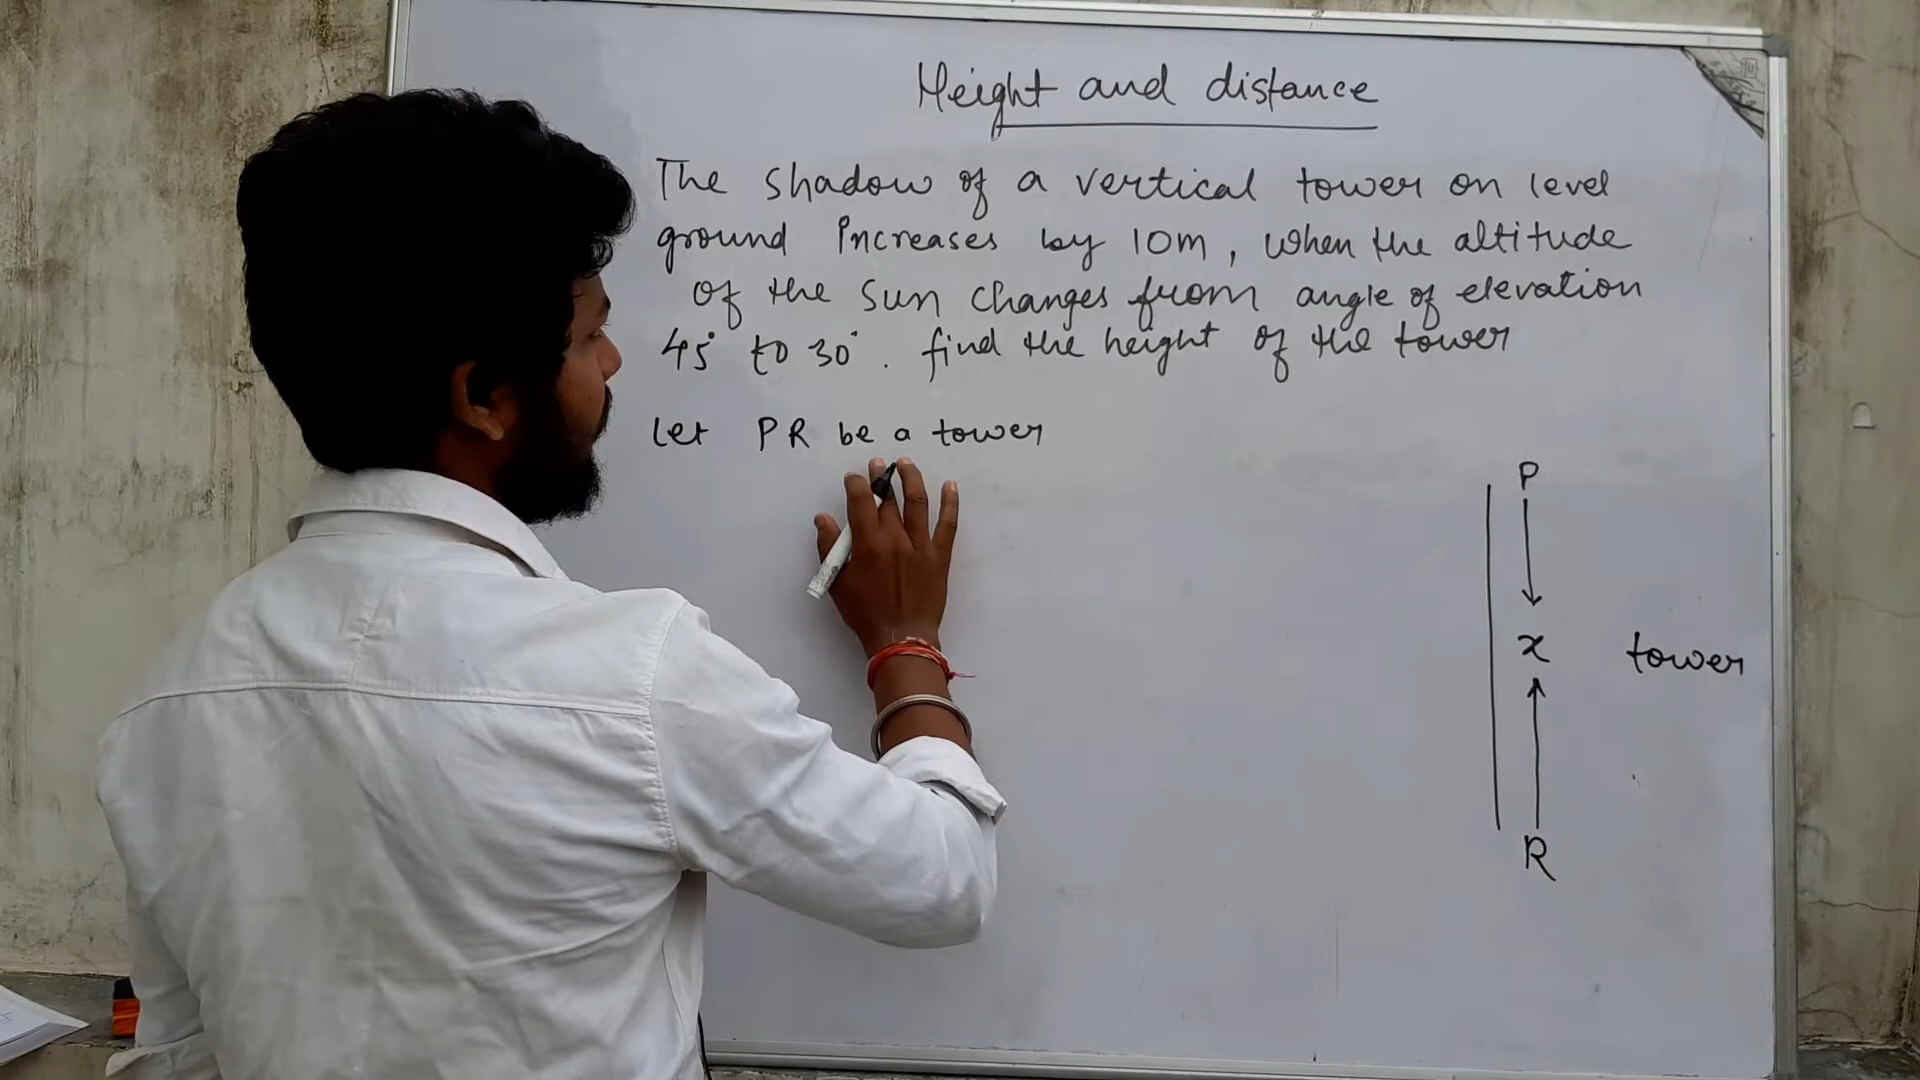 Height and distance
The shadow of a vertical tower on level
ground increases by 10m, when the altitude
of the sun changes from angle of elevation
45° to 30°. find the height of the tower
Let PR be a tower
P
x
tower
R